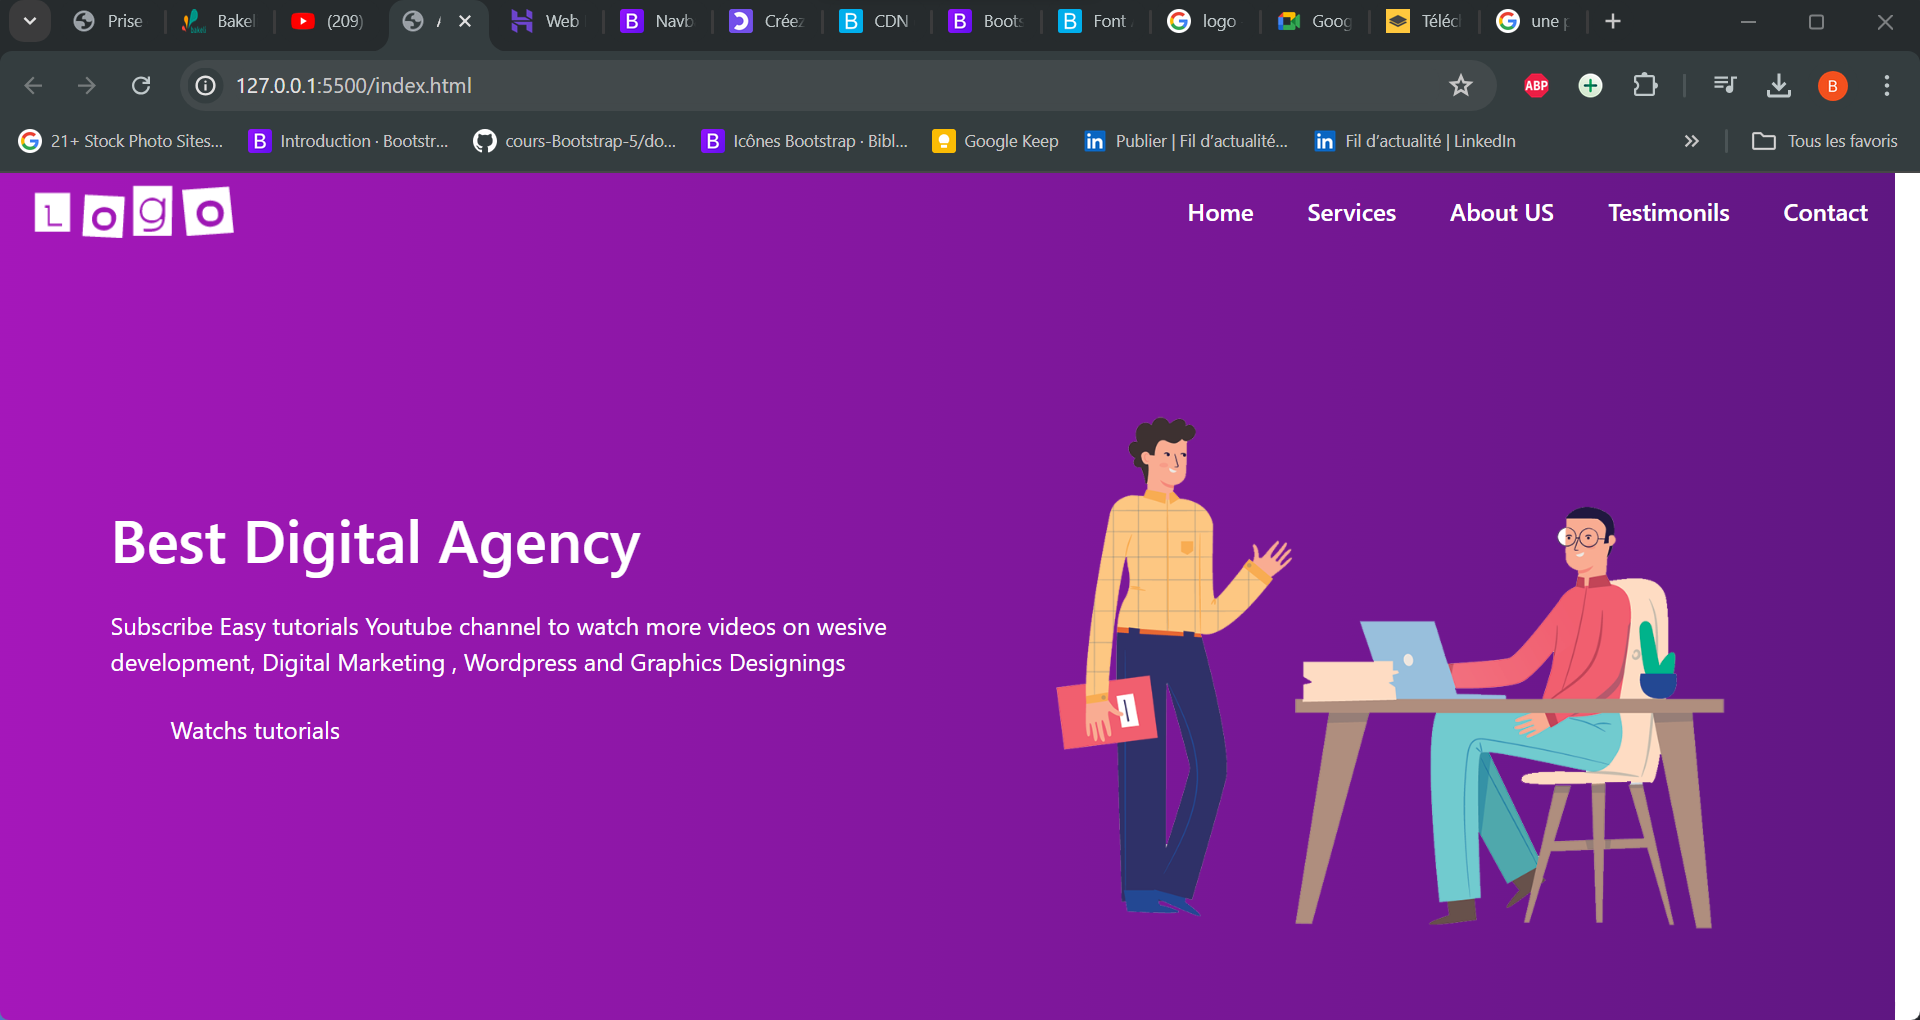 Prise
Bakel
(209)
Web
Navb
Créez
CDN
Boots
Font
logo
Goog
Téléc
une p
127.0.0.1:5500/index.html
ABP
B
21+ Stock Photo Sites...
Introduction · Bootstr...
cours-Bootstrap-5/do...
Icônes Bootstrap · Bibl...
Google Keep
Publier | Fil d’actualité...
Fil d’actualité | LinkedIn
Tous les favoris
LOgO
Home
Services
About US
Testimonils
Contact
Best Digital Agency
Subscribe Easy tutorials Youtube channel to watch more videos on wesive
development, Digital Marketing , Wordpress and Graphics Designings
Watchs tutorials